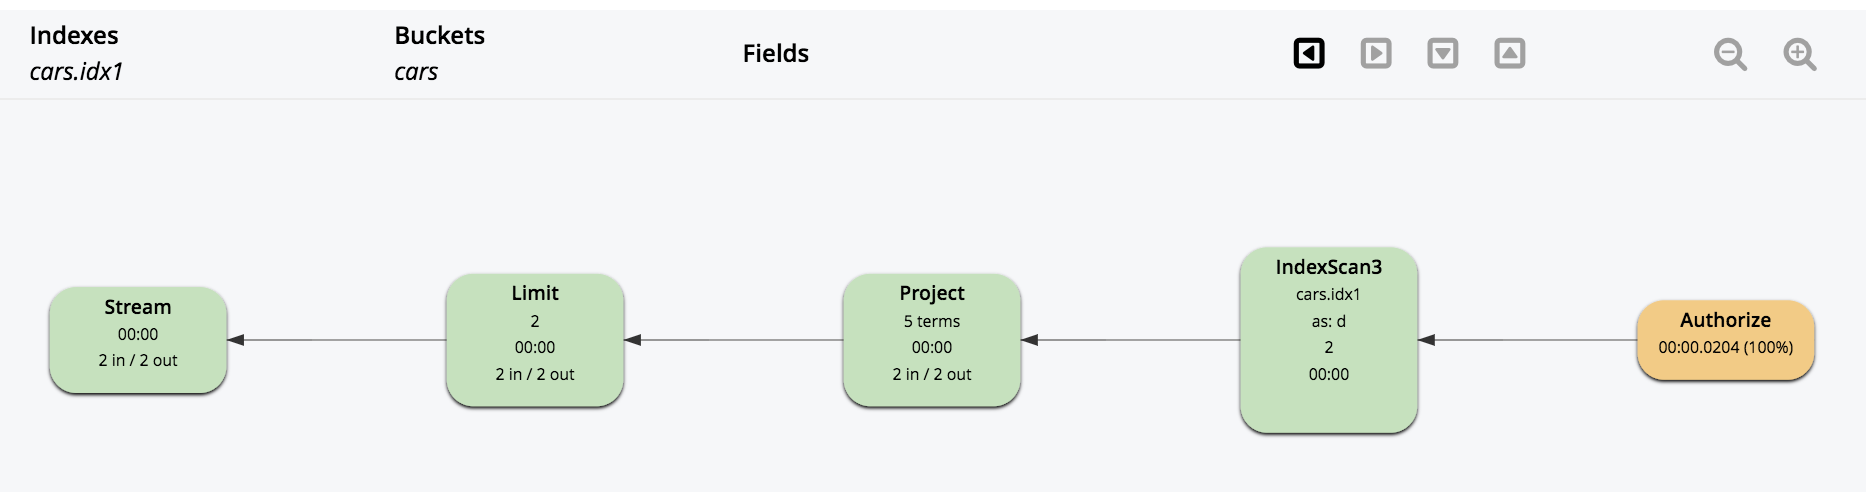 Indexes
cars.idx1
Buckets
cars
Fields
Stream
00:00
2 in / 2 out
Limit
2
00:00
2 in / 2 out
Project
5 terms
00:00
2 in / 2 out
IndexScan3
cars.idx1
as: d
2
00:00
Authorize
00:00.0204 (100%)